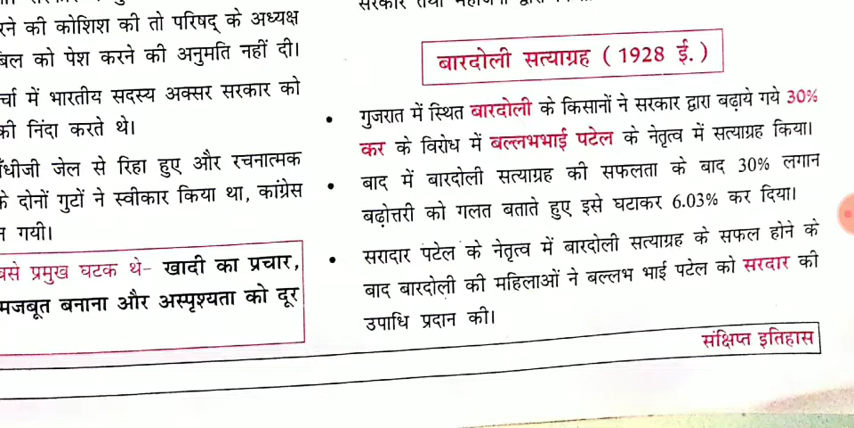 करने की कोशिश की तो परिषद् के अध्यक्ष
बिल को पेश करने की अनुमति नहीं दी।
में भारतीय सदस्य अक्सर सरकार को
की निंदा करते थे।
जेल से रिहा हुए और रचनात्मक
के दोनों गुटों ने स्वीकार किया था, कांग्रेस
गयी।
प्रमुख घटक थे- खादी का प्रचार,
मजबूत बनाना और अस्पृश्यता को दूर
सरकार तथा
बारदोली सत्याग्रह ( 1928 ई. )
• गुजरात में स्थित बारदोली के किसानों ने सरकार द्वारा बढ़ाये गये 30%
कर के विरोध में बल्लभभाई पटेल के नेतृत्व में सत्याग्रह किया।
• बाद में बारदोली सत्याग्रह की सफलता के बाद 30% लगान
बढ़ोत्तरी को गलत बताते हुए इसे घटाकर 6.03% कर दिया।
• सरादार पटेल के नेतृत्व में बारदोली सत्याग्रह के सफल होने के
बाद बारदोली की महिलाओं ने बल्लभ भाई पटेल को सरदार की
उपाधि प्रदान की।
संक्षिप्त इतिहास